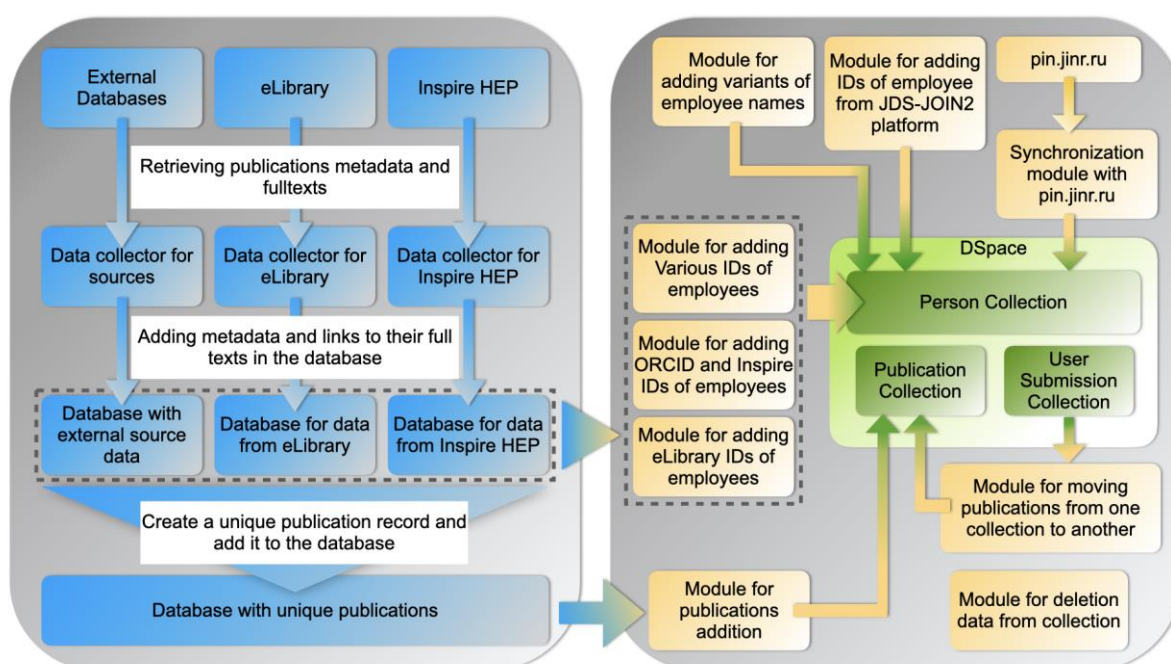 External
Databases
eLibrary
Inspire HEP
Retrieving publications metadata and
fulltexts
Data collector for
sources
Data collector for
eLibrary
Data collector for
Inspire HEP
Adding metadata and links to their full
texts in the database
Database with
external source
data
Database for data
from eLibrary
Database for data
from Inspire HEP
Create a unique publication record and
add it to the database
Database with unique publications
Module for
adding variants of
employee names
Module for adding
IDs of employee
from JDS-JOIN2
platform
pin.jinr.ru
Synchronization
module with
pin.jinr.ru
Module for adding
Various IDs of
employees
Module for adding
ORCID and Inspire
IDs of employees
Module for adding
eLibrary IDs of
employees
DSpace
Person Collection
Publication
Collection
User
Submission
Collection
Module for moving
publications from one
collection to another
Module for
publications
addition
Module for deletion
data from collection